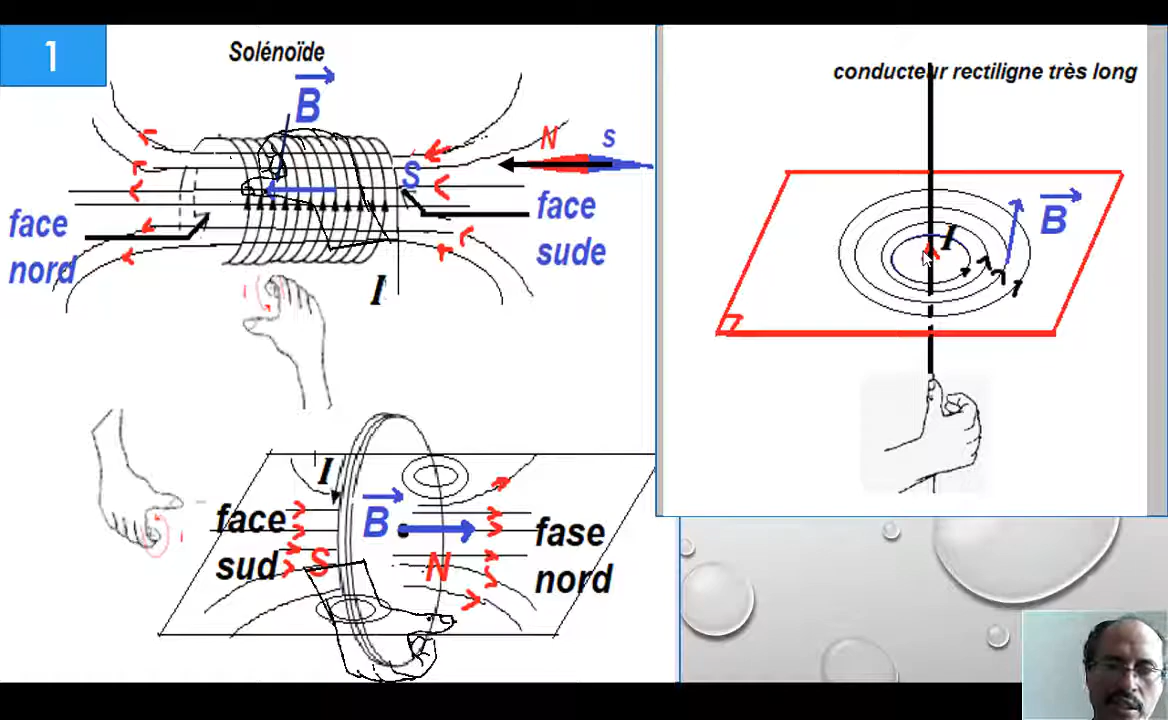 1
Solénoïde
B
N
s
S
face
nord
face
sude
I
conducteur rectiligne très long
B
I
I
face
sud
S
B
N
fase
nord